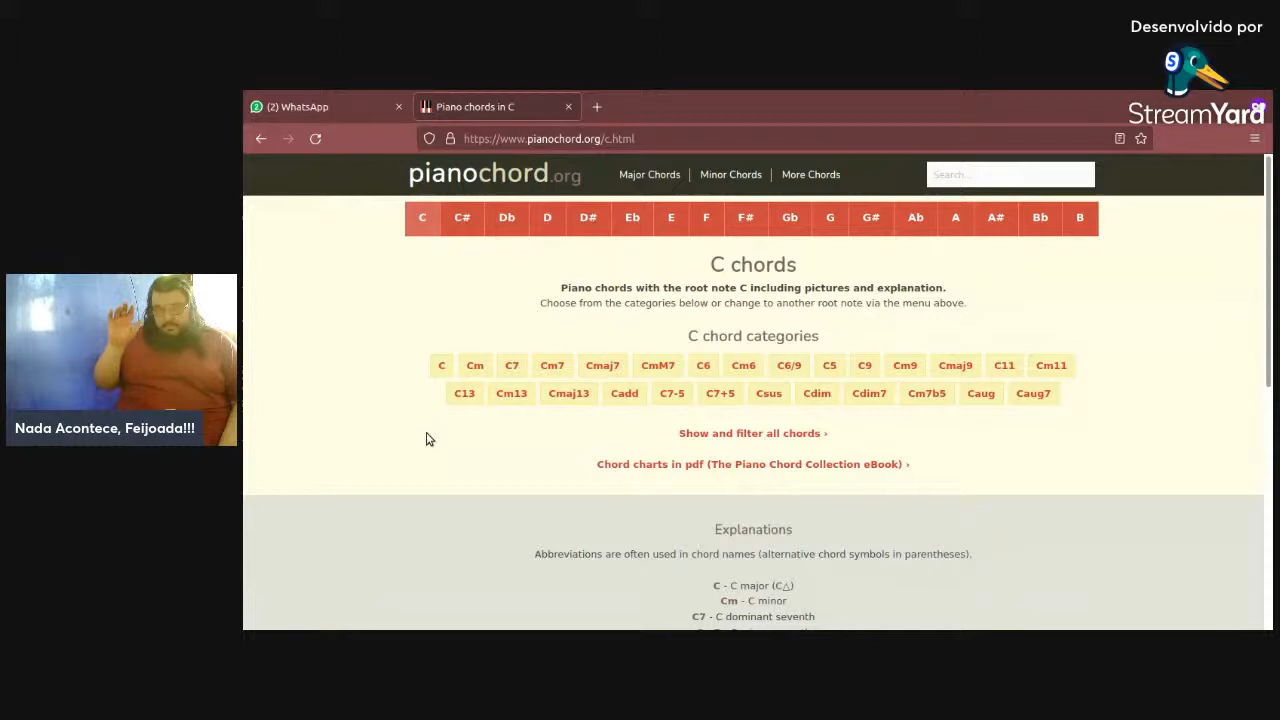 Desenvolvido por
StreamYard
(2) WhatsApp
Piano chords in C
https://www.pianochord.org/c.html
pianochord.org
Major Chords
Minor Chords
More Chords
Search...
C C# Db D D# Eb E F F# Gb G G# Ab A A# Bb B
C chords
Piano chords with the root note C including pictures and explanation.
Choose from the categories below or change to another root note via the menu above.
C chord categories
C Cm C7 Cm7 Cmaj7 CmM7 C6 Cm6 C6/9 C5 C9 Cm9 Cmaj9 C11 Cm11
C13 Cm13 Cmaj13 Cadd C7-5 C7+5 Csus Cdim Cdim7 Cm7b5 Caug Caug7
Show and filter all chords ›
Chord charts in pdf (The Piano Chord Collection eBook) ›
Nada Acontece, Feijoada!!!
Explanations
Abbreviations are often used in chord names (alternative chord symbols in parentheses).
C - C major (C△)
Cm - C minor
C7 - C dominant seventh